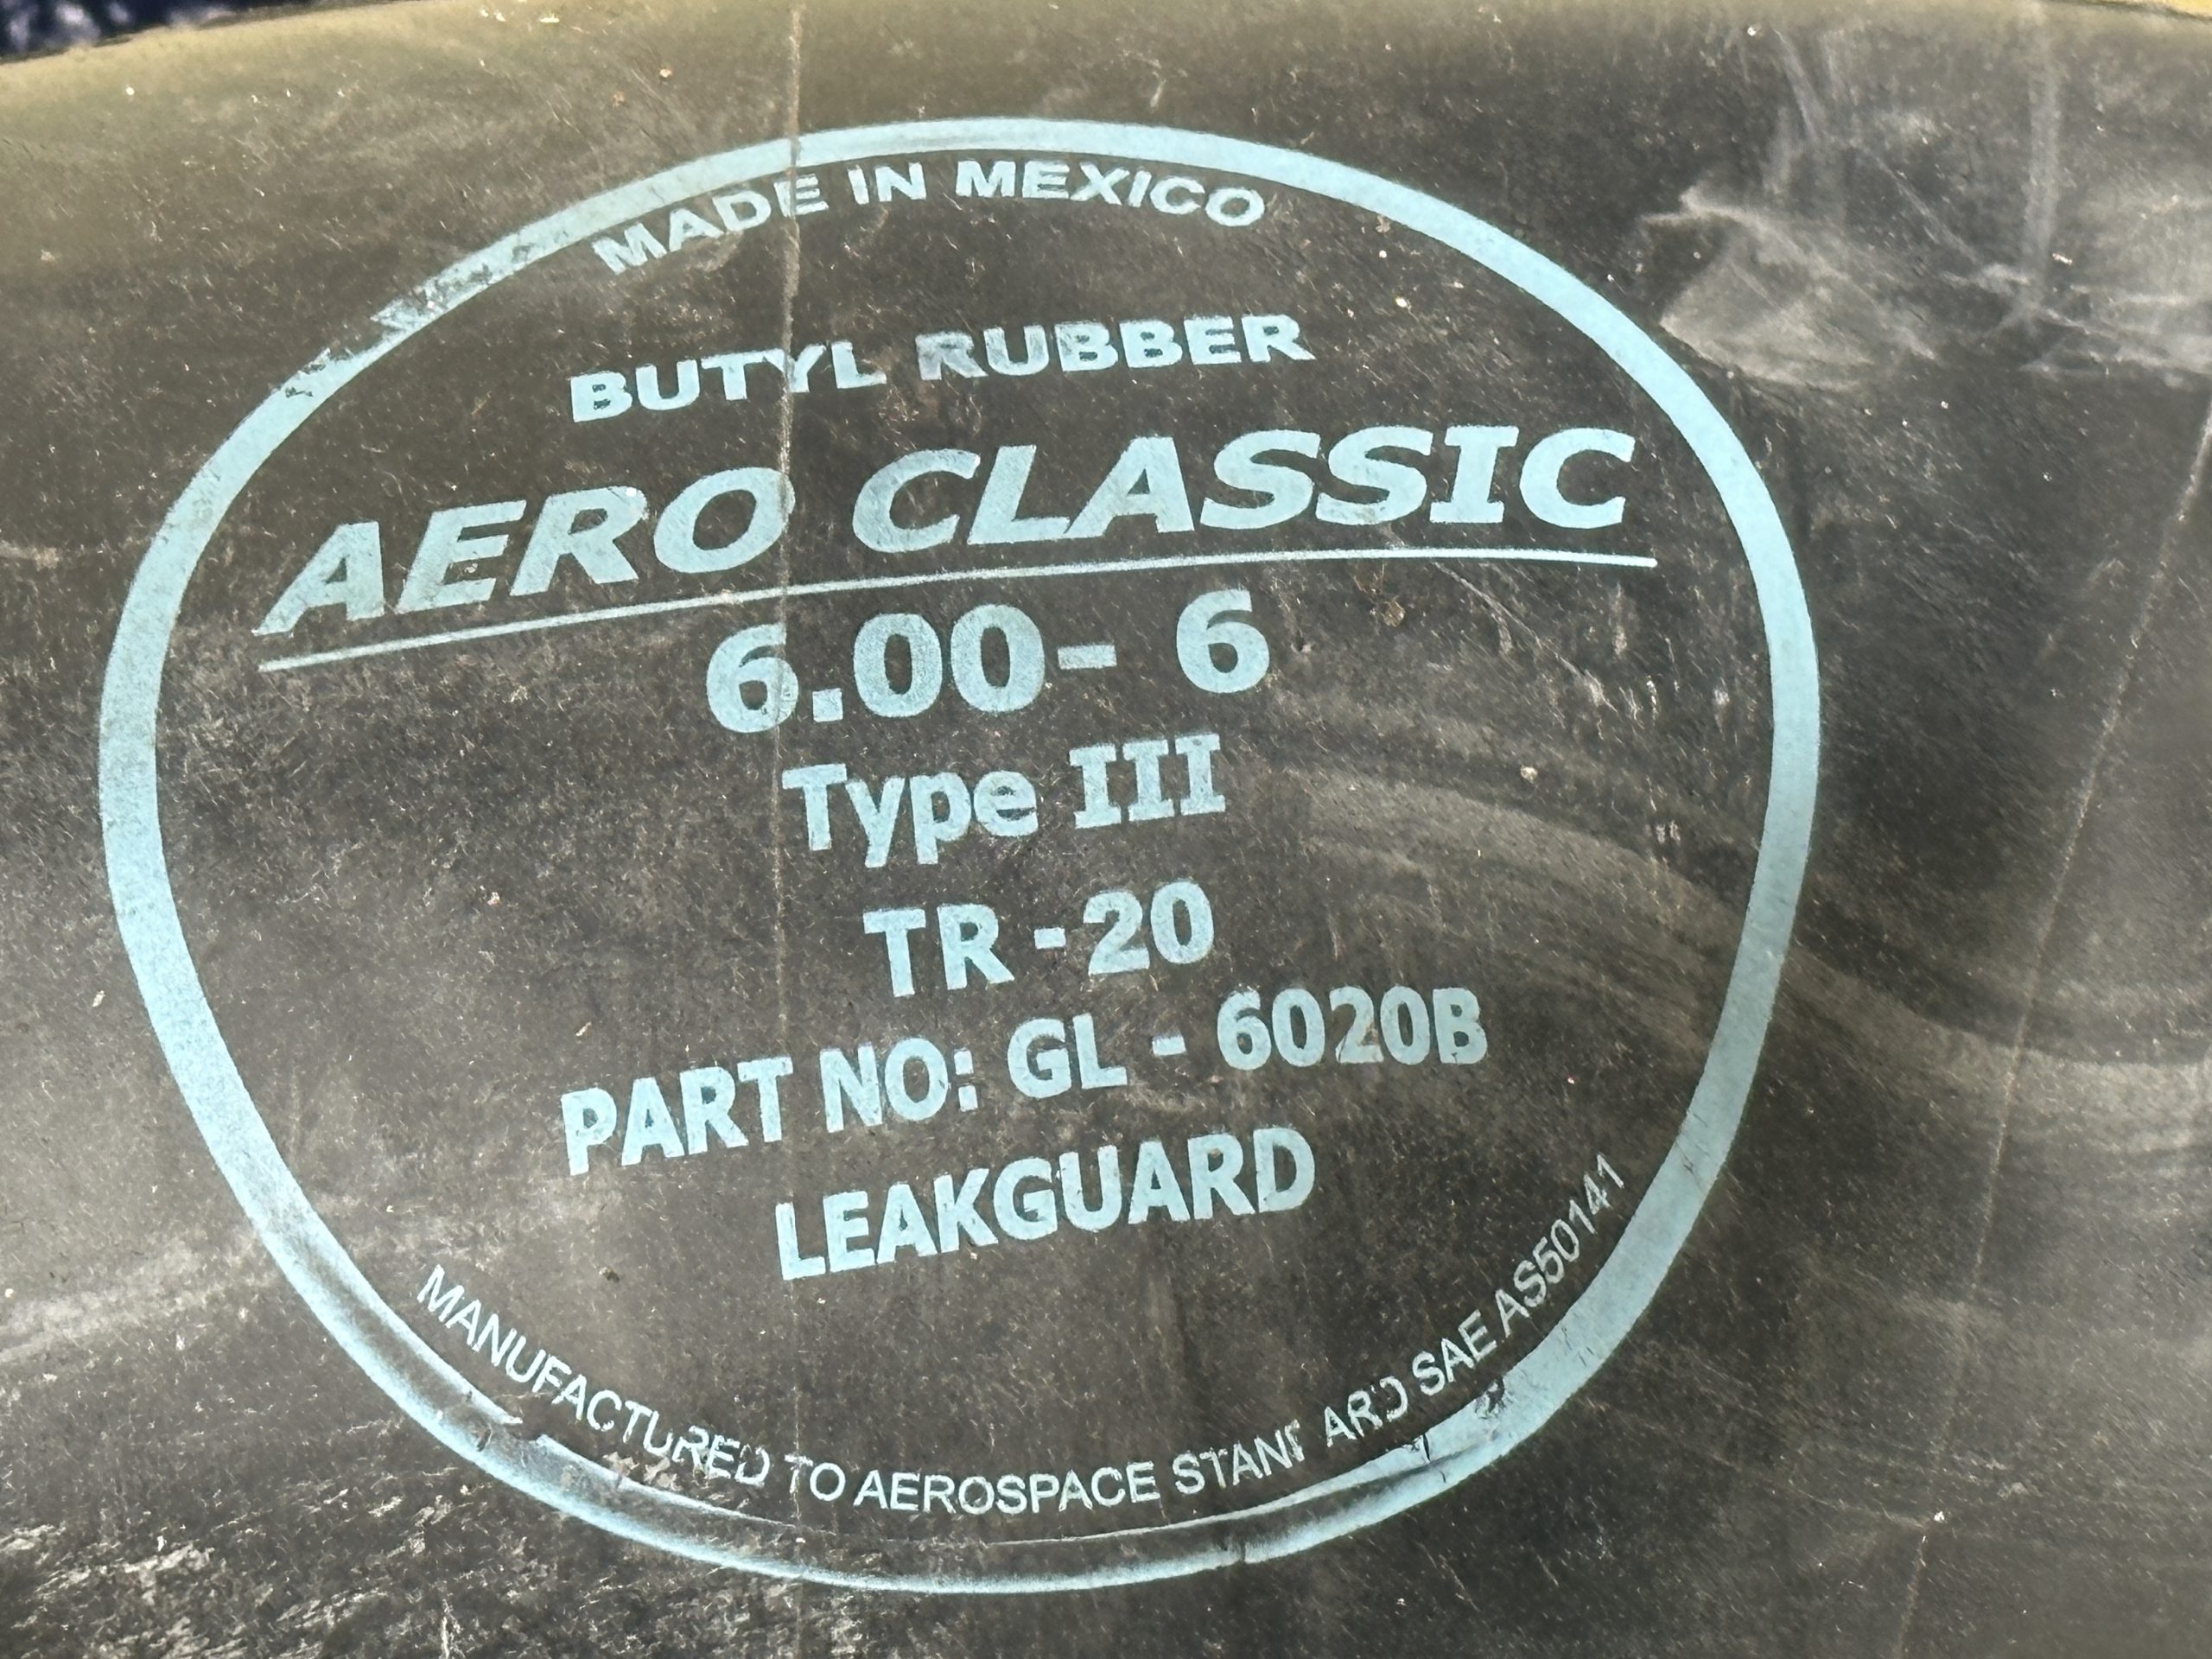 MADE IN MEXICO
BUTYL RUBBER
AERO CLASSIC
6.00- 6
Type III
TR -20
PART NO: GL - 6020B
LEAKGUARD
MANUFACTURED TO AEROSPACE STANDARD SAE AS50141